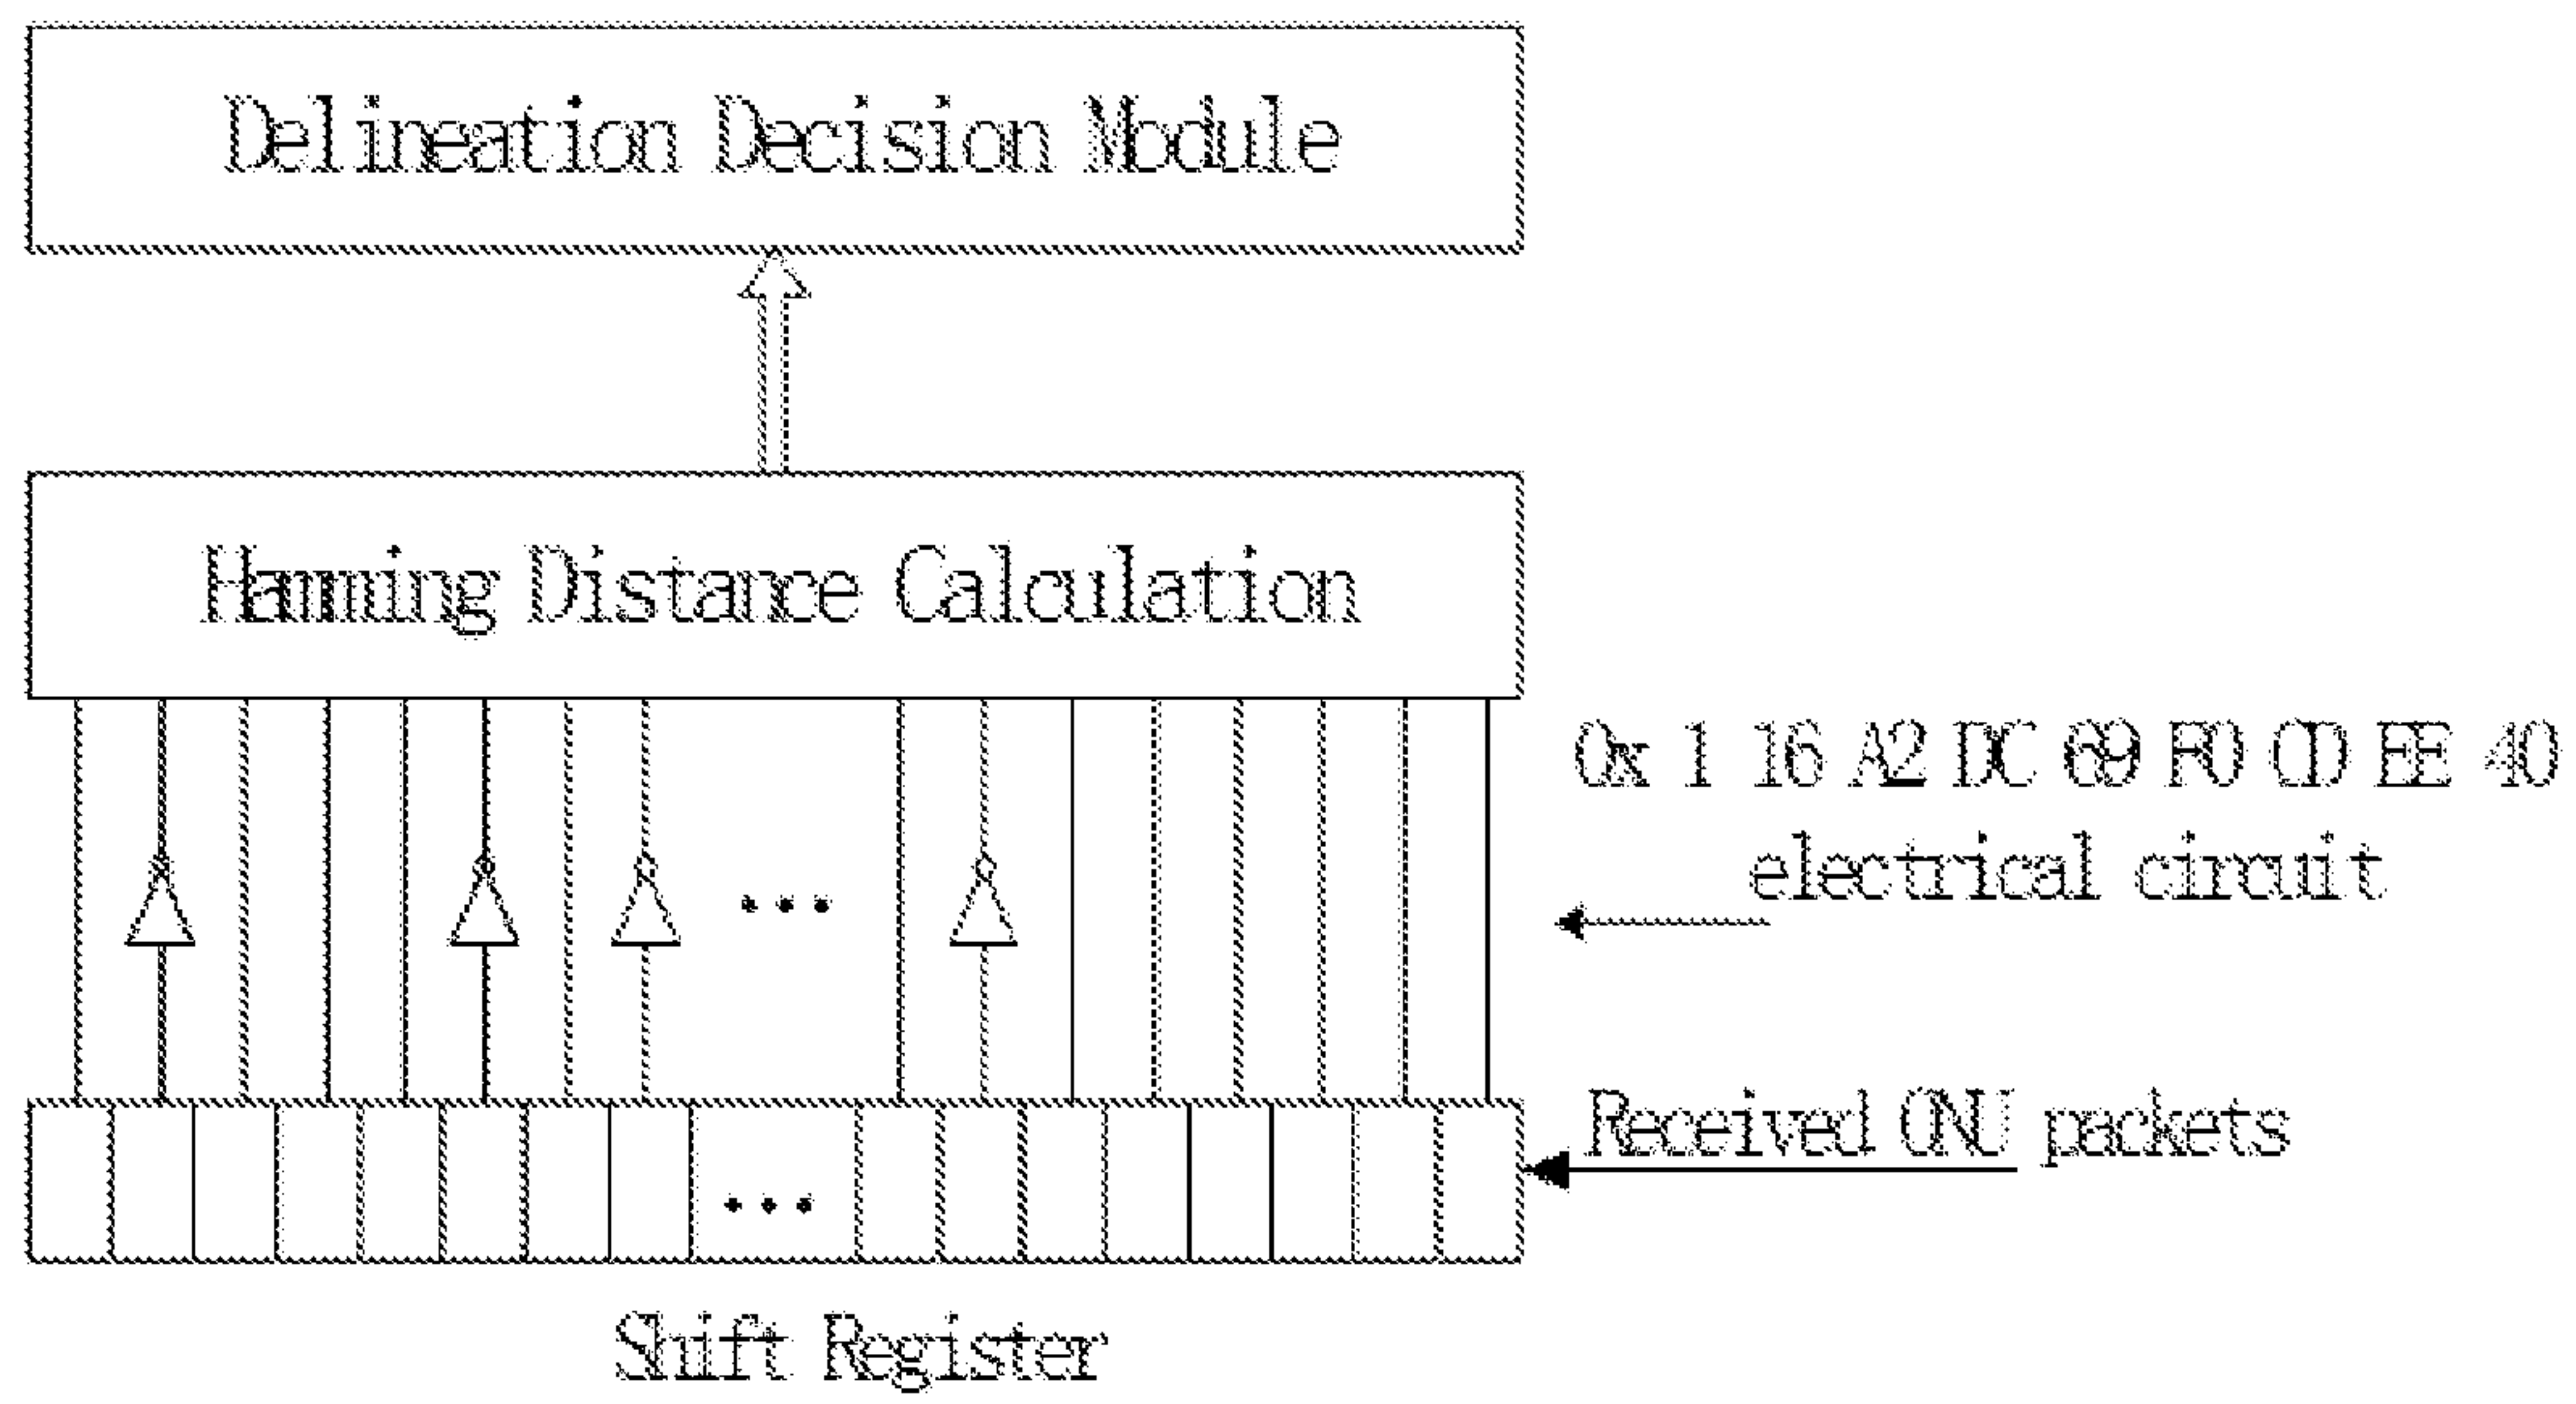 Delineation Decision Module
Hamming Distance Calculation
0x 1 16 A2 DC 69 F0 CD EE 40
electrical circuit
...
Received ONU packets
...
Shift Register